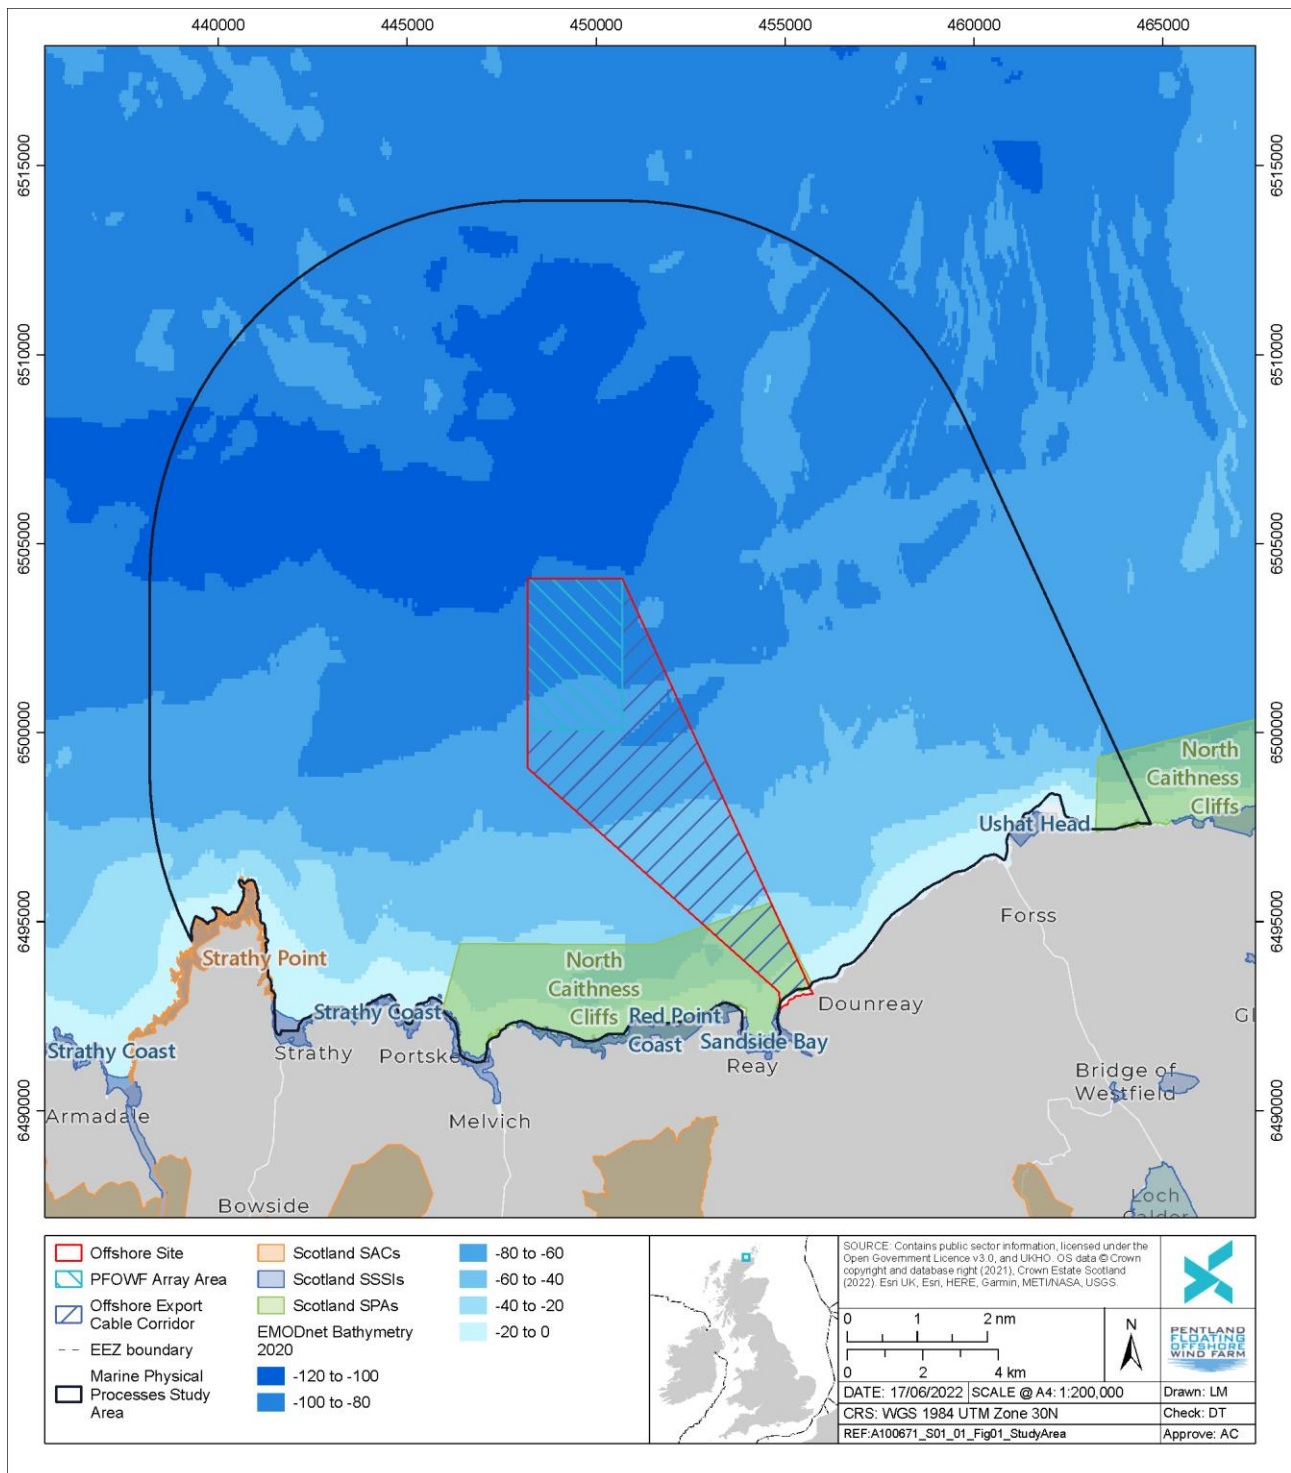 440000 445000 450000 455000 460000 465000
6515000
6515000
6510000
6510000
6505000
6505000
6500000
6500000
6495000
6495000
6490000
6490000
North
Caithness
Cliffs
Ushat Head
Forss
Strathy Point
North
Caithness
Cliffs
Dounreay
Strathy Coast
Red Point
Coast
Sandside Bay
Strathy Coast
Strathy
Portske
Reay
Bridge of
Westfield
Armadale
Melvich
Bowside
Loch
Calder
Gl
Offshore Site
PFOWF Array Area
Offshore Export
Cable Corridor
EEZ boundary
Marine Physical
Processes Study
Area
Scotland SACs
Scotland SSSIs
Scotland SPAs
EMODnet Bathymetry
2020
-120 to -100
-100 to -80
-80 to -60
-60 to -40
-40 to -20
-20 to 0
SOURCE: Contains public sector information, licensed under the
Open Government Licence v3.0, and UKHO. OS data © Crown
copyright and database right (2021), Crown Estate Scotland
(2022). Esri UK, Esri, HERE, Garmin, METI/NASA, USGS.
0 1 2 nm
0 2 4 km
N
PENTLAND
FLOATING
OFFSHORE
WIND FARM
DATE: 17/06/2022 SCALE @ A4: 1:200,000 Drawn: LM
CRS: WGS 1984 UTM Zone 30N Check: DT
REF:A100671_S01_01_Fig01_StudyArea Approve: AC